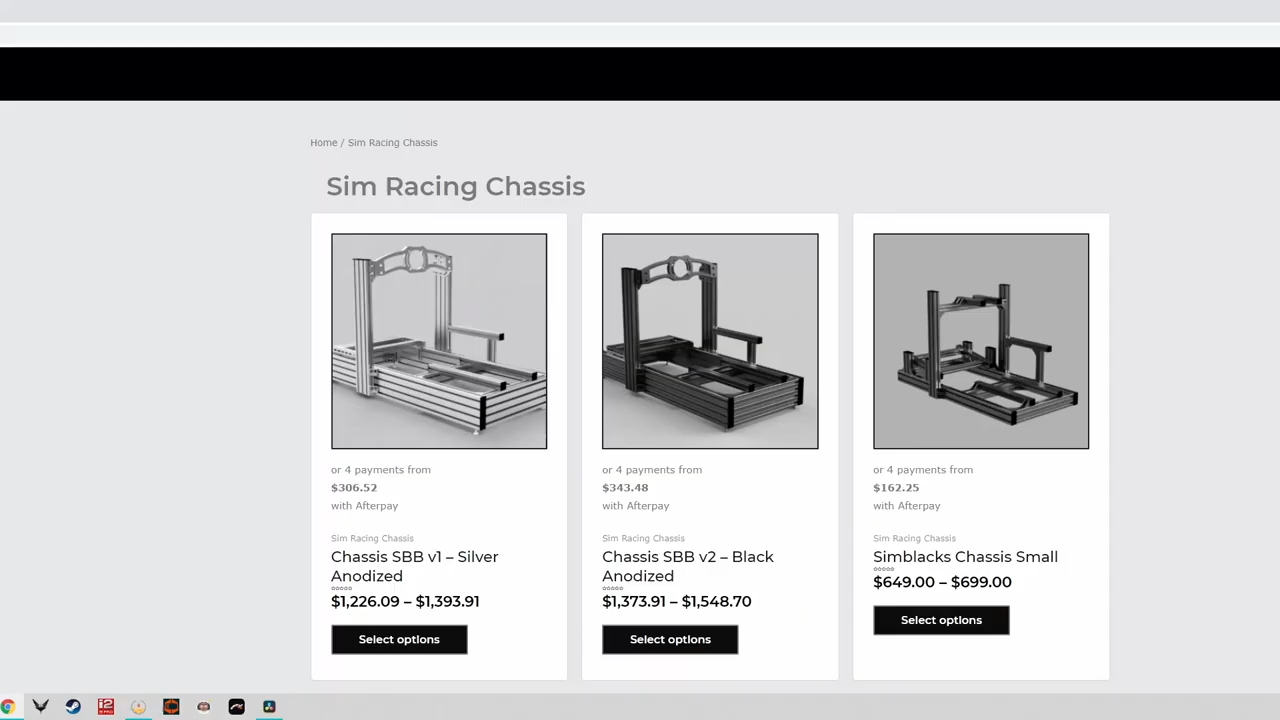 Home / Sim Racing Chassis
Sim Racing Chassis
or 4 payments from
$306.52
with Afterpay
Sim Racing Chassis
Chassis SBB v1 – Silver
Anodized
$1,226.09 – $1,393.91
Select options
or 4 payments from
$343.48
with Afterpay
Sim Racing Chassis
Chassis SBB v2 – Black
Anodized
$1,373.91 – $1,548.70
Select options
or 4 payments from
$162.25
with Afterpay
Sim Racing Chassis
Simblacks Chassis Small
$649.00 – $699.00
Select options